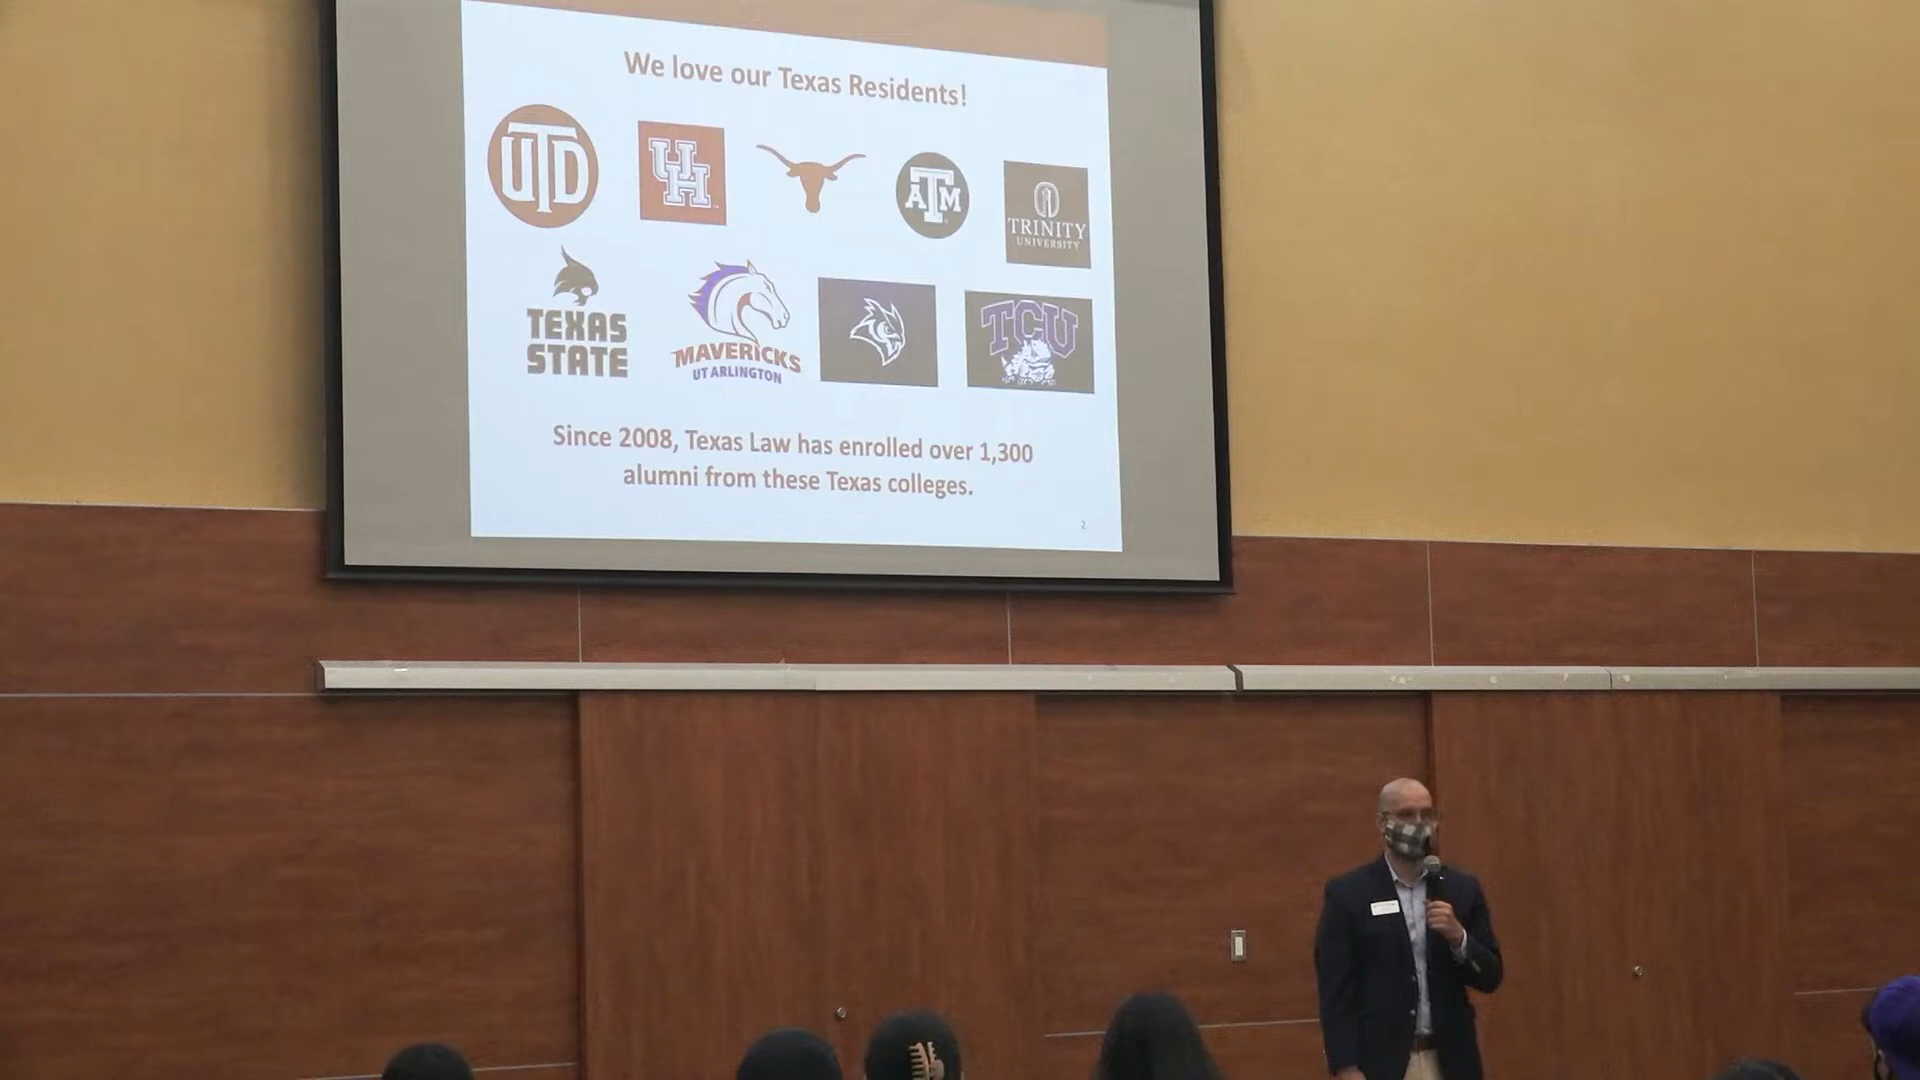 We love our Texas Residents!
UTD
UH
ATM
TRINITY
UNIVERSITY
TEXAS
STATE
MAVERICKS
UT ARLINGTON
TCU
Since 2008, Texas Law has enrolled over 1,300
alumni from these Texas colleges.
2